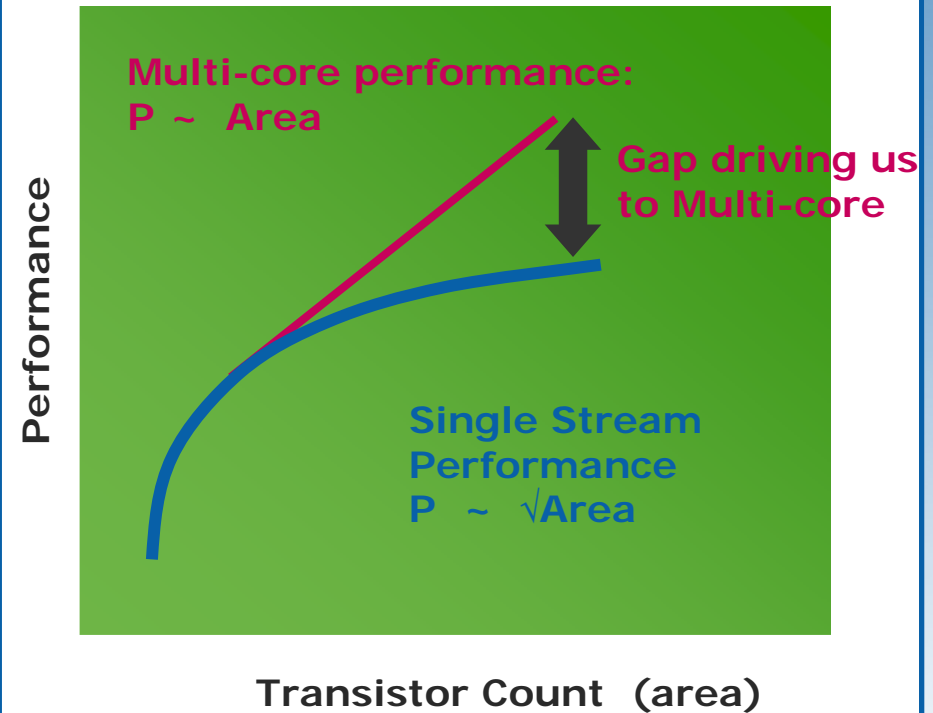 Multi-core performance:
P ~ Area
Gap driving us
to Multi-core
Single Stream
Performance
P ~ √Area
Performance
Transistor Count (area)